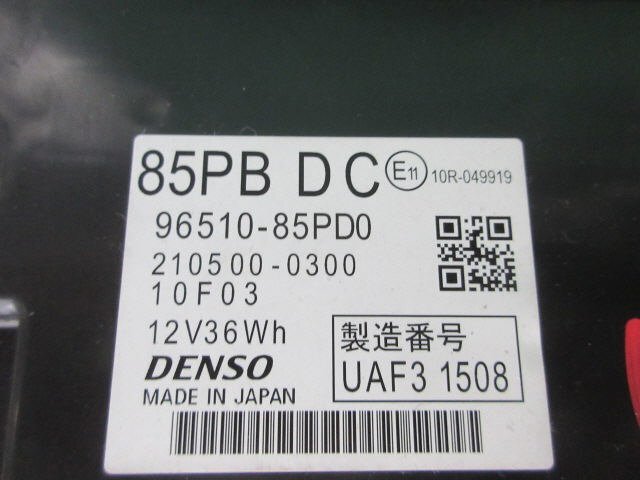 85PB DC E11 10R-049919
96510-85PD0
210500-0300
10F03
12V36Wh
DENSO
MADE IN JAPAN
製造番号
UAF3 1508